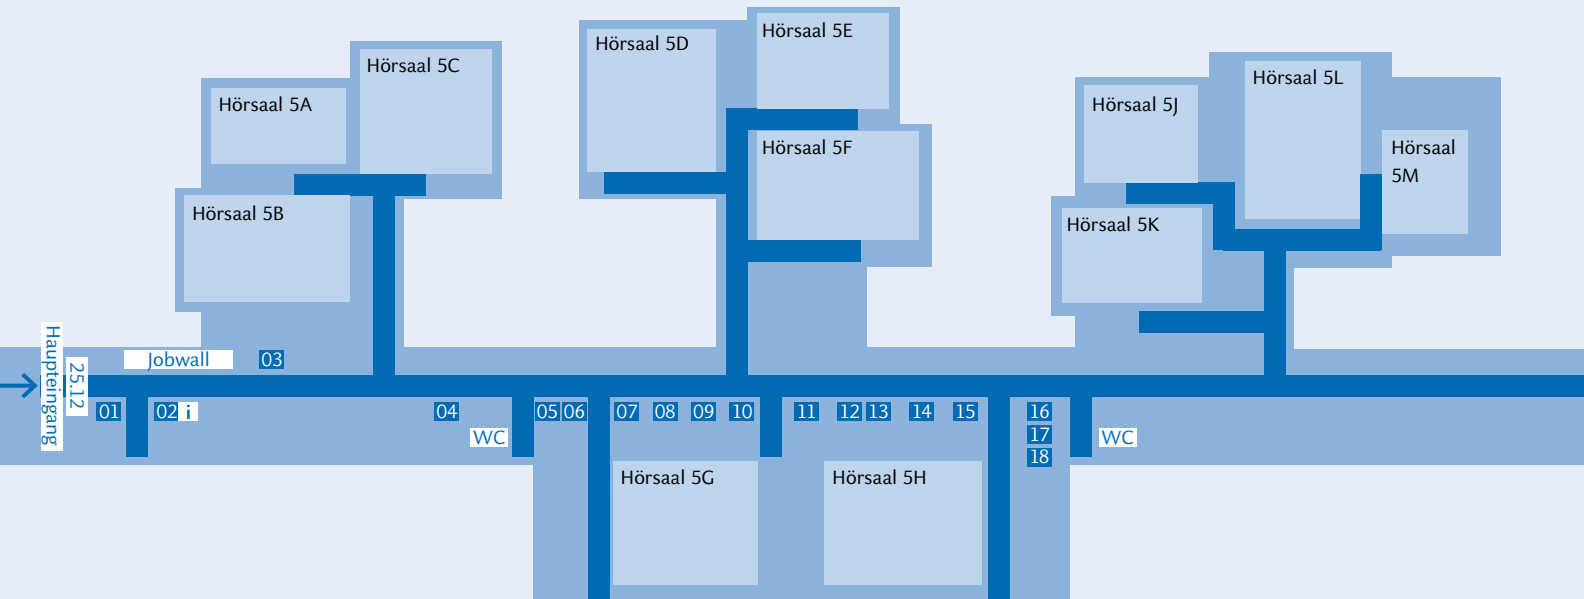 Hörsaal 5A
Hörsaal 5C
Hörsaal 5B
Hörsaal 5D
Hörsaal 5E
Hörsaal 5F
Hörsaal 5J
Hörsaal 5L
Hörsaal
5M
Hörsaal 5K
Haupteingang
25.12
Jobwall
03
01
02 i
04
WC
05 06
07
08
09
10
11
12 13
14
15
16
17
18
WC
Hörsaal 5G
Hörsaal 5H